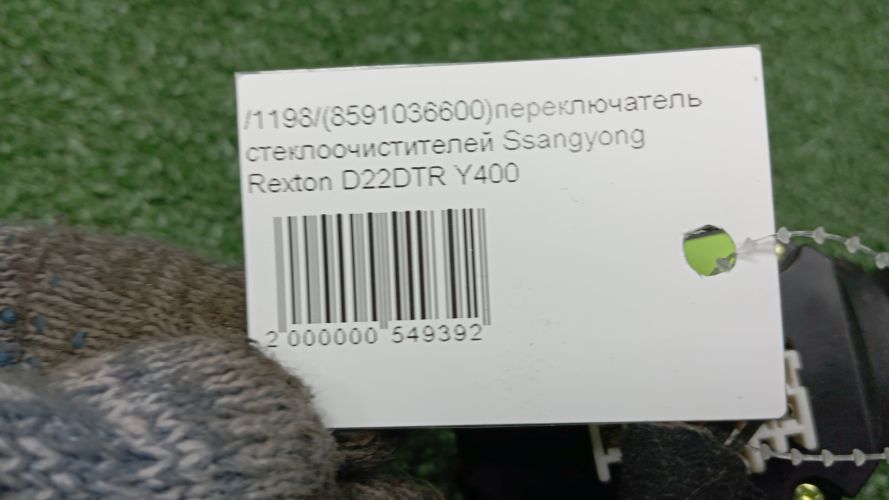 /1198/(8591036600)переключатель
стеклоочистителей Ssangyong
Rexton D22DTR Y400
2 000000 549392